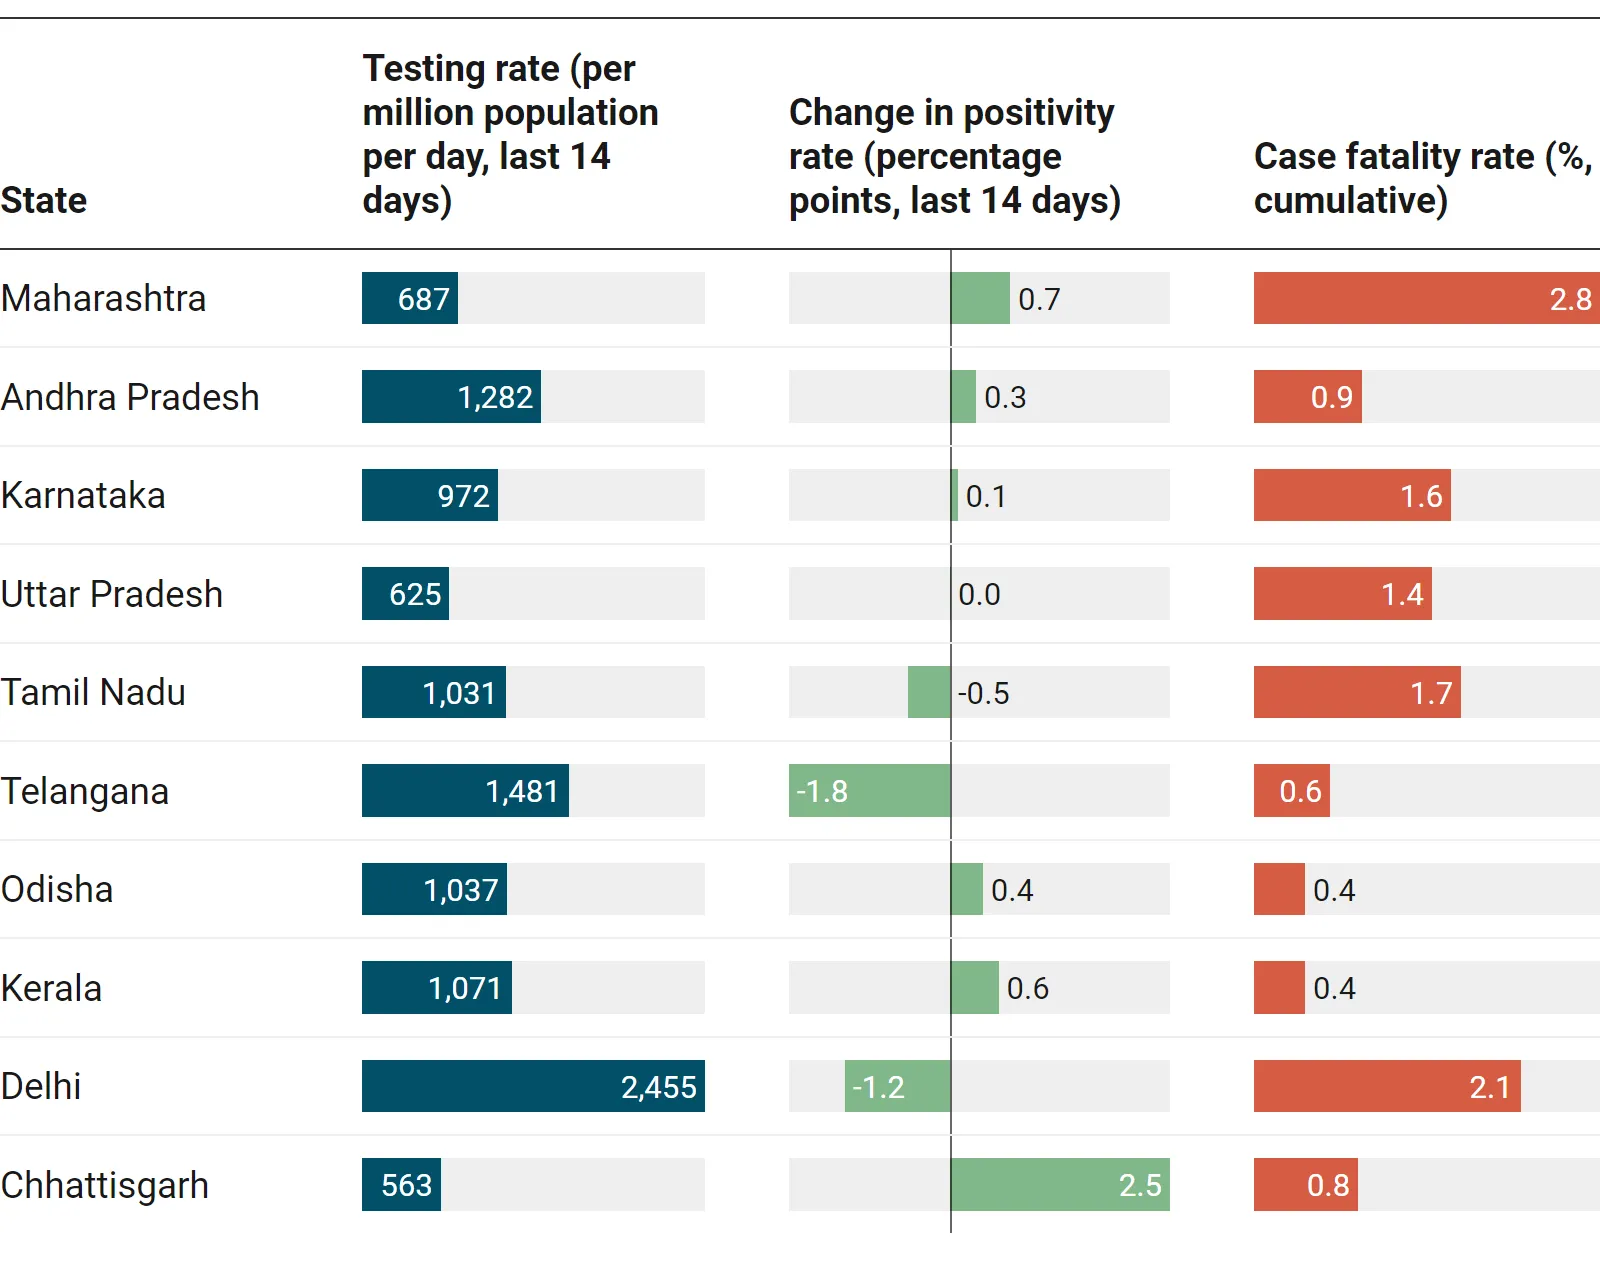 State
Testing rate (per
million population
per day, last 14
days)
Change in positivity
rate (percentage
points, last 14 days)
Case fatality rate (%,
cumulative)
Maharashtra 687 0.7 2.8
Andhra Pradesh 1,282 0.3 0.9
Karnataka 972 0.1 1.6
Uttar Pradesh 625 0.0 1.4
Tamil Nadu 1,031 -0.5 1.7
Telangana 1,481 -1.8 0.6
Odisha 1,037 0.4 0.4
Kerala 1,071 0.6 0.4
Delhi 2,455 -1.2 2.1
Chhattisgarh 563 2.5 0.8